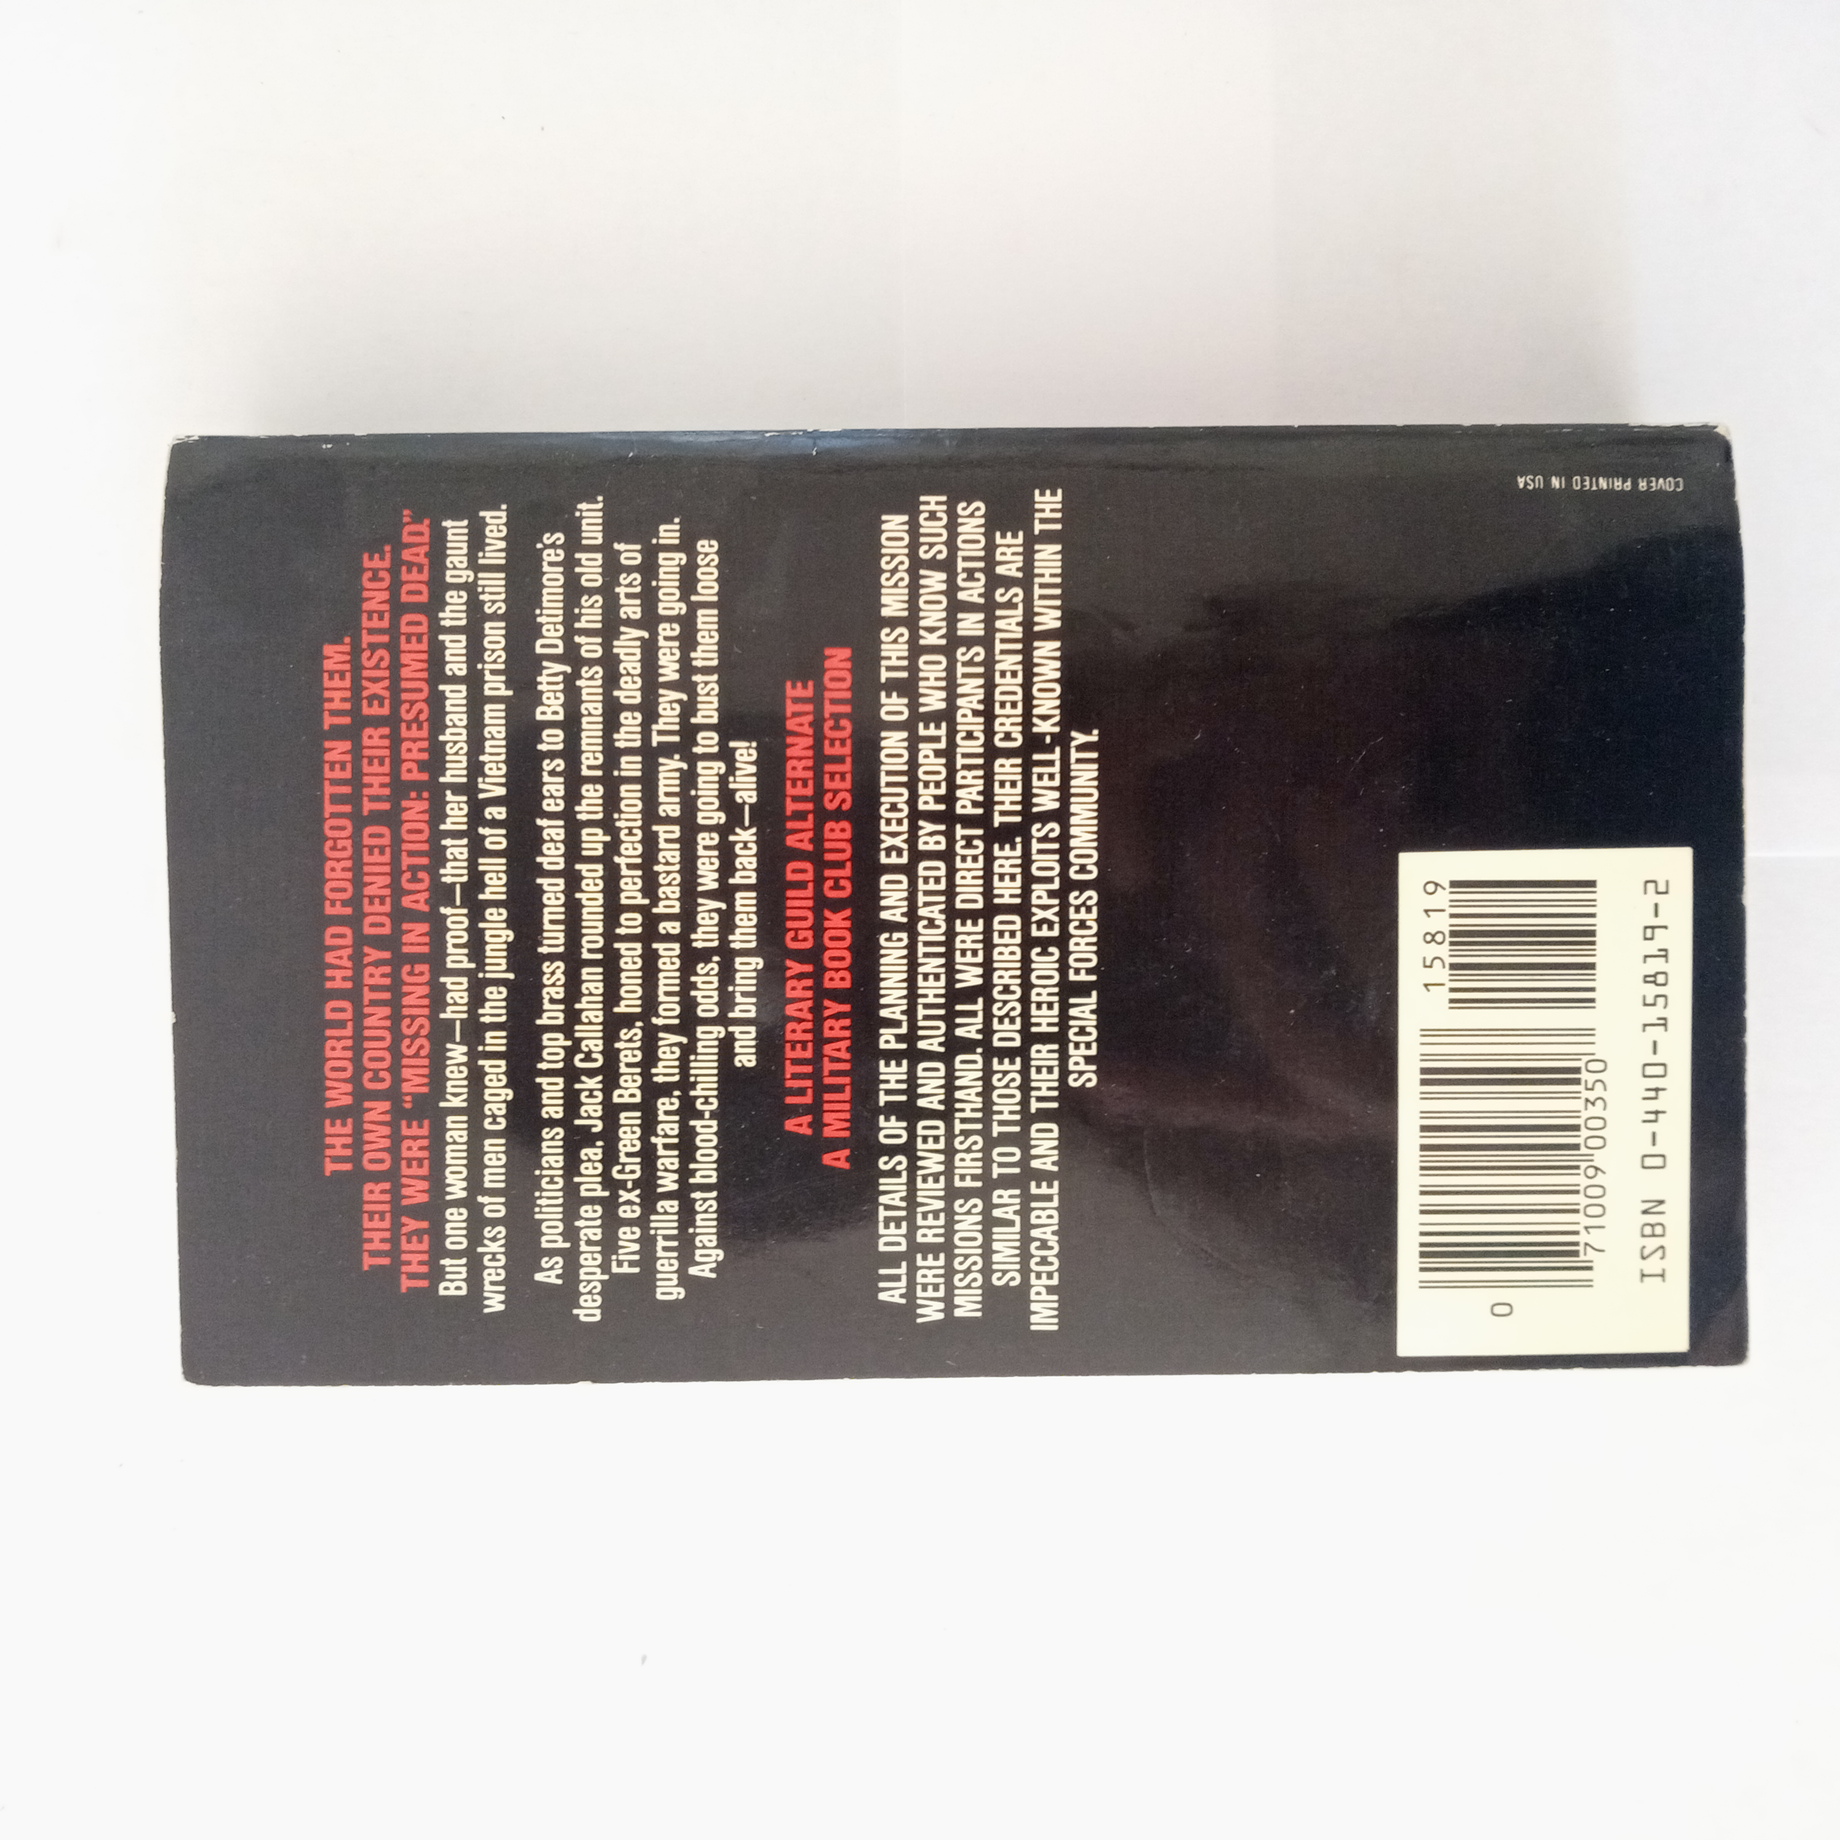 THE WORLD HAD FORGOTTEN THEM.
THEIR OWN COUNTRY DENIED THEIR EXISTENCE.
THEY WERE “MISSING IN ACTION: PRESUMED DEAD.”
But one woman knew—had proof—that her husband and the gaunt
wrecks of men caged in the jungle hell of a Vietnam prison still lived.
As politicians and top brass turned deaf ears to Betty Detimore's
desperate plea. Jack Callahan rounded up the remnants of his old unit.
Five ex-Green Berets, honed to perfection in the deadly arts of
guerrilla warfare, they formed a bastard army. They were going in.
Against blood-chilling odds, they were going to bust them loose
and bring them back—alive!
A LITERARY GUILD ALTERNATE
A MILITARY BOOK CLUB SELECTION
ALL DETAILS OF THE PLANNING AND EXECUTION OF THIS MISSION
WERE REVIEWED AND AUTHENTICATED BY PEOPLE WHO KNOW SUCH
MISSIONS FIRSTHAND. ALL WERE DIRECT PARTICIPANTS IN ACTIONS
SIMILAR TO THOSE DESCRIBED HERE. THEIR CREDENTIALS ARE
IMPECCABLE AND THEIR HEROIC EXPLOITS WELL-KNOWN WITHIN THE
SPECIAL FORCES COMMUNITY.
15819
0
71009 00350
ISBN 0-440-15819-2
COVER PRINTED IN USA